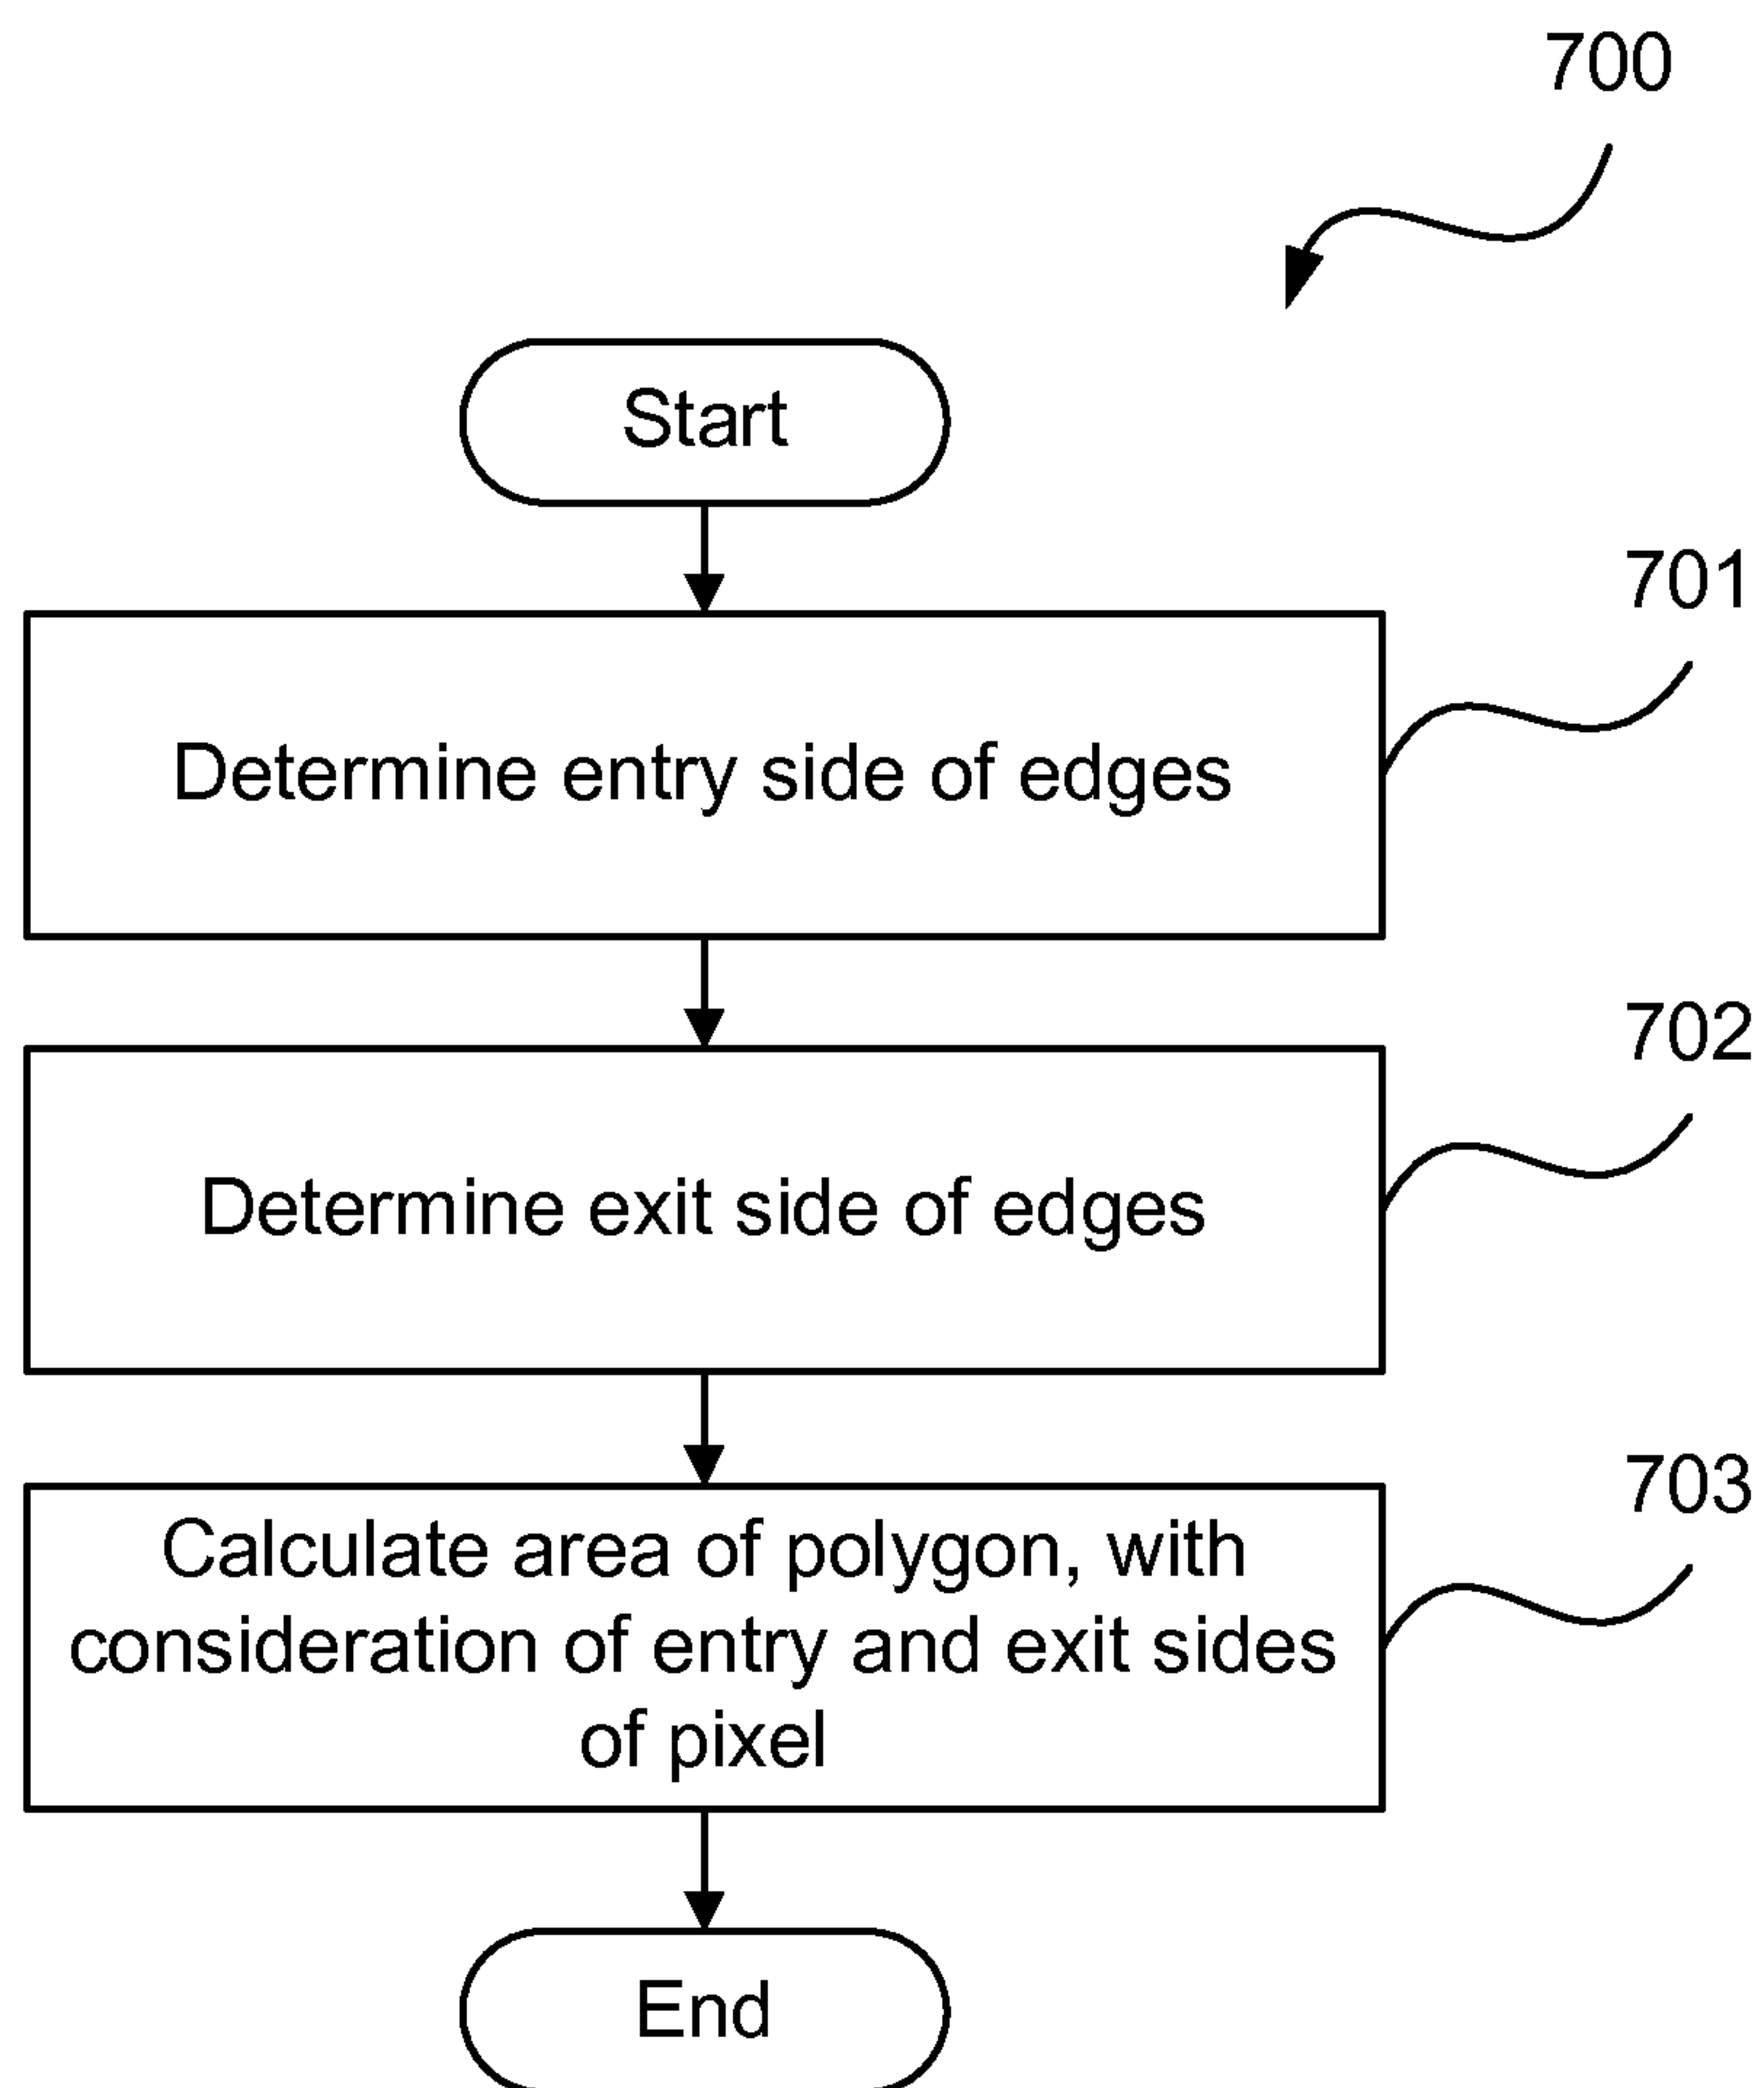 700
Start
701
Determine entry side of edges
702
Determine exit side of edges
703
Calculate area of polygon, with
consideration of entry and exit sides
of pixel
End